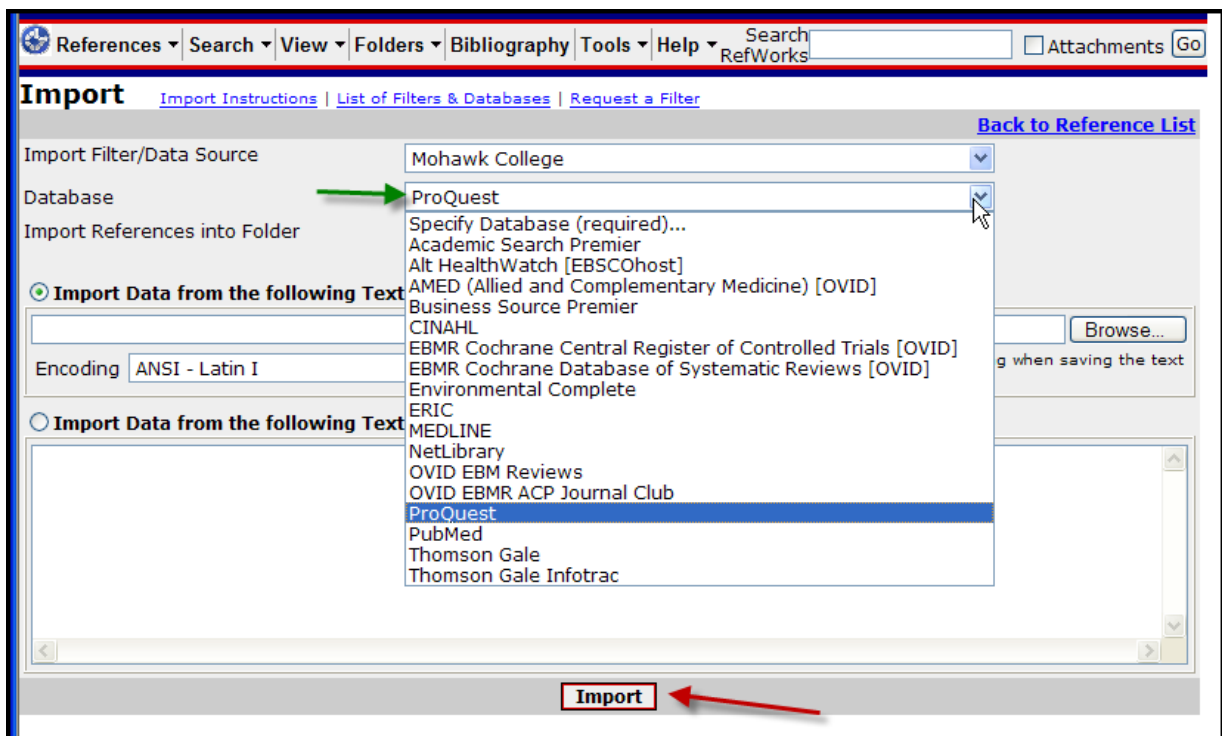 References Search View Folders Bibliography Tools Help Search RefWorks Attachments Go
Import Import Instructions | List of Filters & Databases | Request a Filter
Back to Reference List
Import Filter/Data Source Mohawk College
Database ProQuest
Import References into Folder
Specify Database (required)...
Academic Search Premier
Alt HealthWatch [EBSCOhost]
AMED (Allied and Complementary Medicine) [OVID]
Business Source Premier
CINAHL
EBMR Cochrane Central Register of Controlled Trials [OVID]
EBMR Cochrane Database of Systematic Reviews [OVID]
Environmental Complete
ERIC
MEDLINE
NetLibrary
OVID EBM Reviews
OVID EBMR ACP Journal Club
ProQuest
PubMed
Thomson Gale
Thomson Gale Infotrac
Import Data from the following Text
Browse...
Encoding ANSI - Latin I g when saving the text
Import Data from the following Text
Import